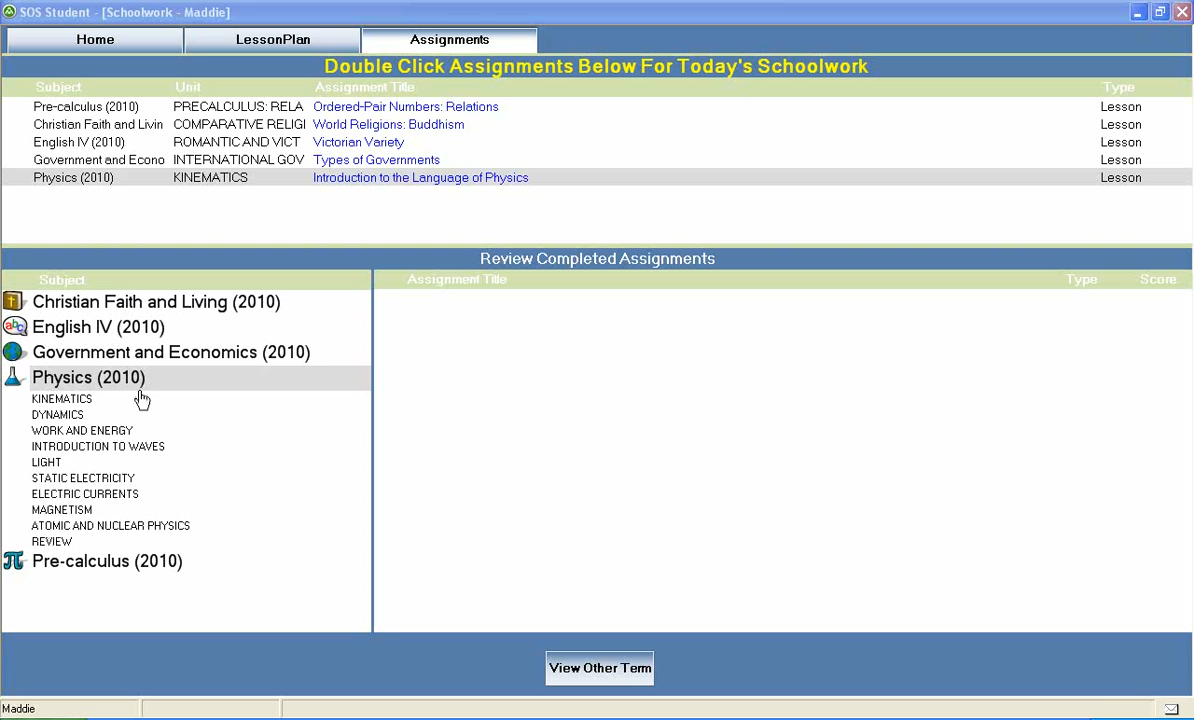 SOS Student - [Schoolwork - Maddie]
Home LessonPlan Assignments
Double Click Assignments Below For Today's Schoolwork
Subject Unit Assignment Title Type
Pre-calculus (2010) PRECALCULUS: RELA Ordered-Pair Numbers: Relations Lesson
Christian Faith and Livin COMPARATIVE RELIGI World Religions: Buddhism Lesson
English IV (2010) ROMANTIC AND VICT Victorian Variety Lesson
Government and Econo INTERNATIONAL GOV Types of Governments Lesson
Physics (2010) KINEMATICS Introduction to the Language of Physics Lesson
Review Completed Assignments
Subject Assignment Title Type Score
Christian Faith and Living (2010)
abc English IV (2010)
Government and Economics (2010)
Physics (2010)
KINEMATICS
DYNAMICS
WORK AND ENERGY
INTRODUCTION TO WAVES
LIGHT
STATIC ELECTRICITY
ELECTRIC CURRENTS
MAGNETISM
ATOMIC AND NUCLEAR PHYSICS
REVIEW
π Pre-calculus (2010)
View Other Term
Maddie